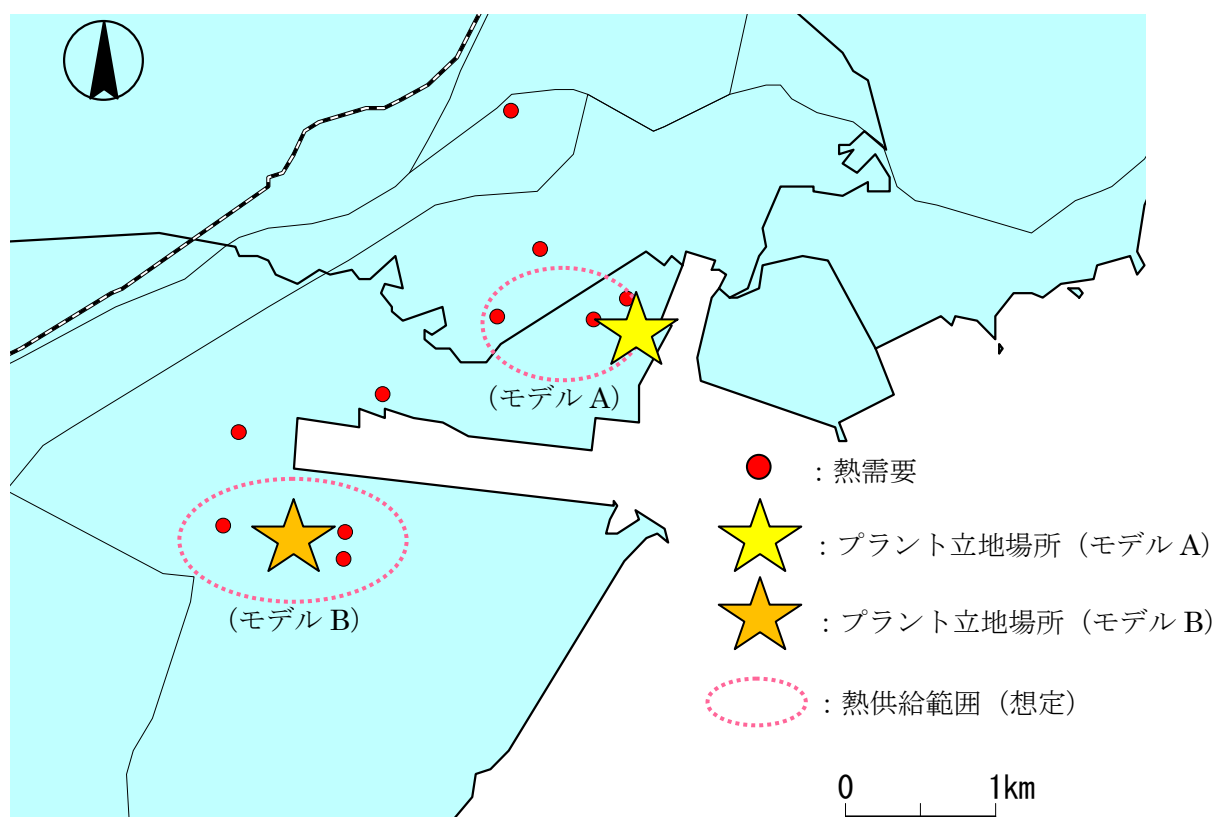 (モデル A)
: 熱需要
: プラント立地場所（モデル A）
(モデル B)
: プラント立地場所（モデル B）
: 熱供給範囲（想定）
0 1km